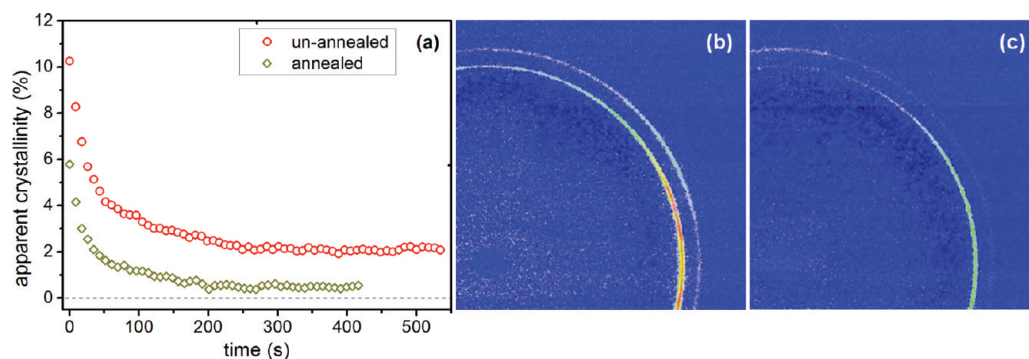 12
10
8
6
4
2
0
apparent crystallinity (%)
un-annealed
annealed
(a)
0 100 200 300 400 500
time (s)
(b)
(c)